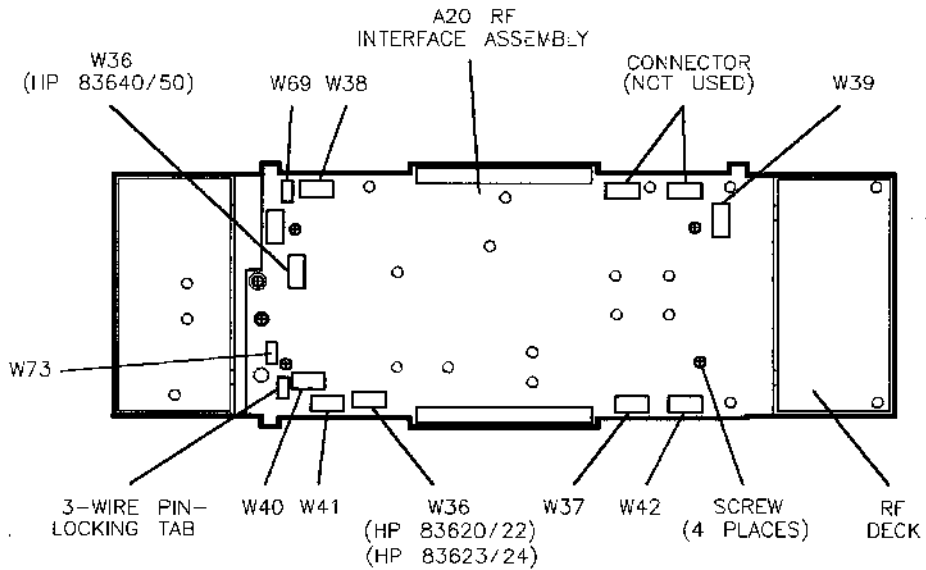 A20 RF
INTERFACE ASSEMBLY
W36
(HP 83640/50)
W69 W38
CONNECTOR
(NOT USED)
W39
W73
3-WIRE PIN-
LOCKING TAB
W40 W41
W36
(HP 83620/22)
(HP 83623/24)
W37
W42
SCREW
(4 PLACES)
RF
DECK